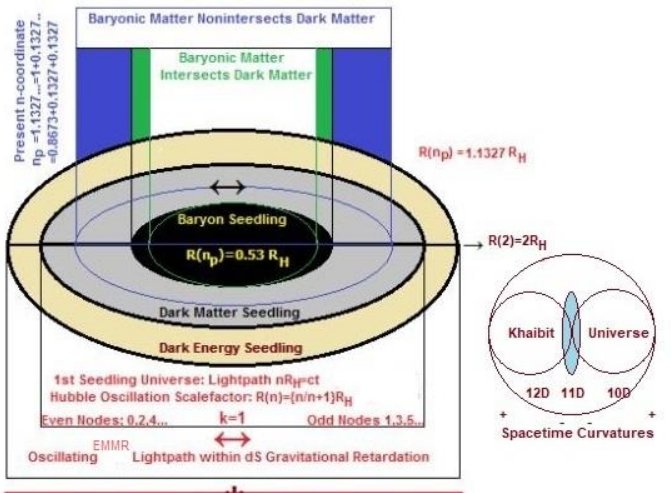 Baryonic Matter Nonintersects Dark Matter
Baryonic Matter
Intersects Dark Matter
Present n-coordinate
np =1.1327...=1+0.1327..
=0.8673+0.1327+0.1327
R(np) =1.1327 RH
Baryon Seedling
R(np)=0.53 RH
R(2)=2RH
Dark Matter Seedling
Dark Energy Seedling
Khaibit
Universe
12D 11D 10D
+ - - +
Spacetime Curvatures
1st Seedling Universe: Lightpath nRH=ct
Hubble Oscillation Scalefactor: R(n)={n/n+1}RH
Even Nodes: 0,2,4... k=1 Odd Nodes 1,3,5...
EMMR
Oscillating Lightpath within dS Gravitational Retardation